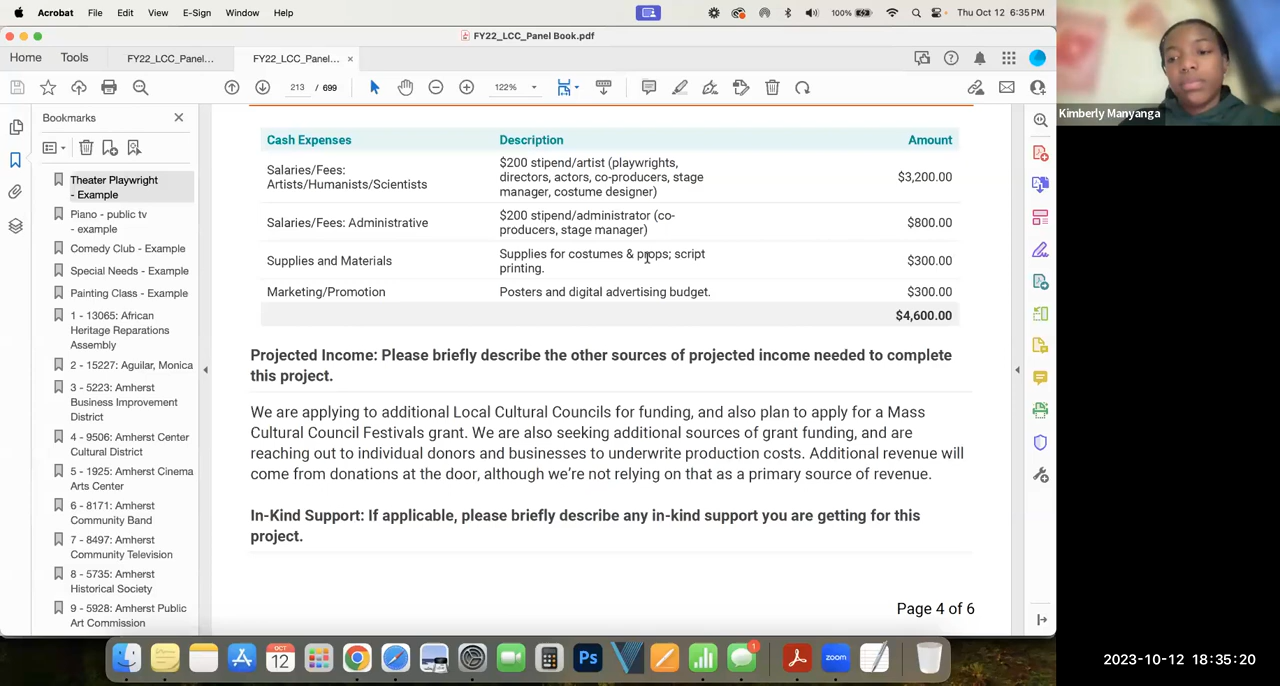 Acrobat File Edit View E-Sign Window Help
100% Thu Oct 12 6:35 PM
FY22_LCC_Panel Book.pdf
Home Tools FY22_LCC_Panel... FY22_LCC_Panel... ×
213 / 699 122%
Bookmarks
Theater Playwright
- Example
Piano - public tv
- example
Comedy Club - Example
Special Needs - Example
Painting Class - Example
1 - 13065: African
Heritage Reparations
Assembly
2 - 15227: Aguilar, Monica
3 - 5223: Amherst
Business Improvement
District
4 - 9506: Amherst Center
Cultural District
5 - 1925: Amherst Cinema
Arts Center
6 - 8171: Amherst
Community Band
7 - 8497: Amherst
Community Television
8 - 5735: Amherst
Historical Society
9 - 5928: Amherst Public
Art Commission
Cash Expenses Description Amount
Salaries/Fees:
Artists/Humanists/Scientists
$200 stipend/artist (playwrights,
directors, actors, co-producers, stage
manager, costume designer)
$3,200.00
Salaries/Fees: Administrative
$200 stipend/administrator (co-
producers, stage manager)
$800.00
Supplies and Materials
Supplies for costumes & props; script
printing.
$300.00
Marketing/Promotion Posters and digital advertising budget. $300.00
$4,600.00
Projected Income: Please briefly describe the other sources of projected income needed to complete
this project.
We are applying to additional Local Cultural Councils for funding, and also plan to apply for a Mass
Cultural Council Festivals grant. We are also seeking additional sources of grant funding, and are
reaching out to individual donors and businesses to underwrite production costs. Additional revenue will
come from donations at the door, although we're not relying on that as a primary source of revenue.
In-Kind Support: If applicable, please briefly describe any in-kind support you are getting for this
project.
Page 4 of 6
Kimberly Manyanga
OCT
12
Ps
1
zoom
2023-10-12 18:35:20